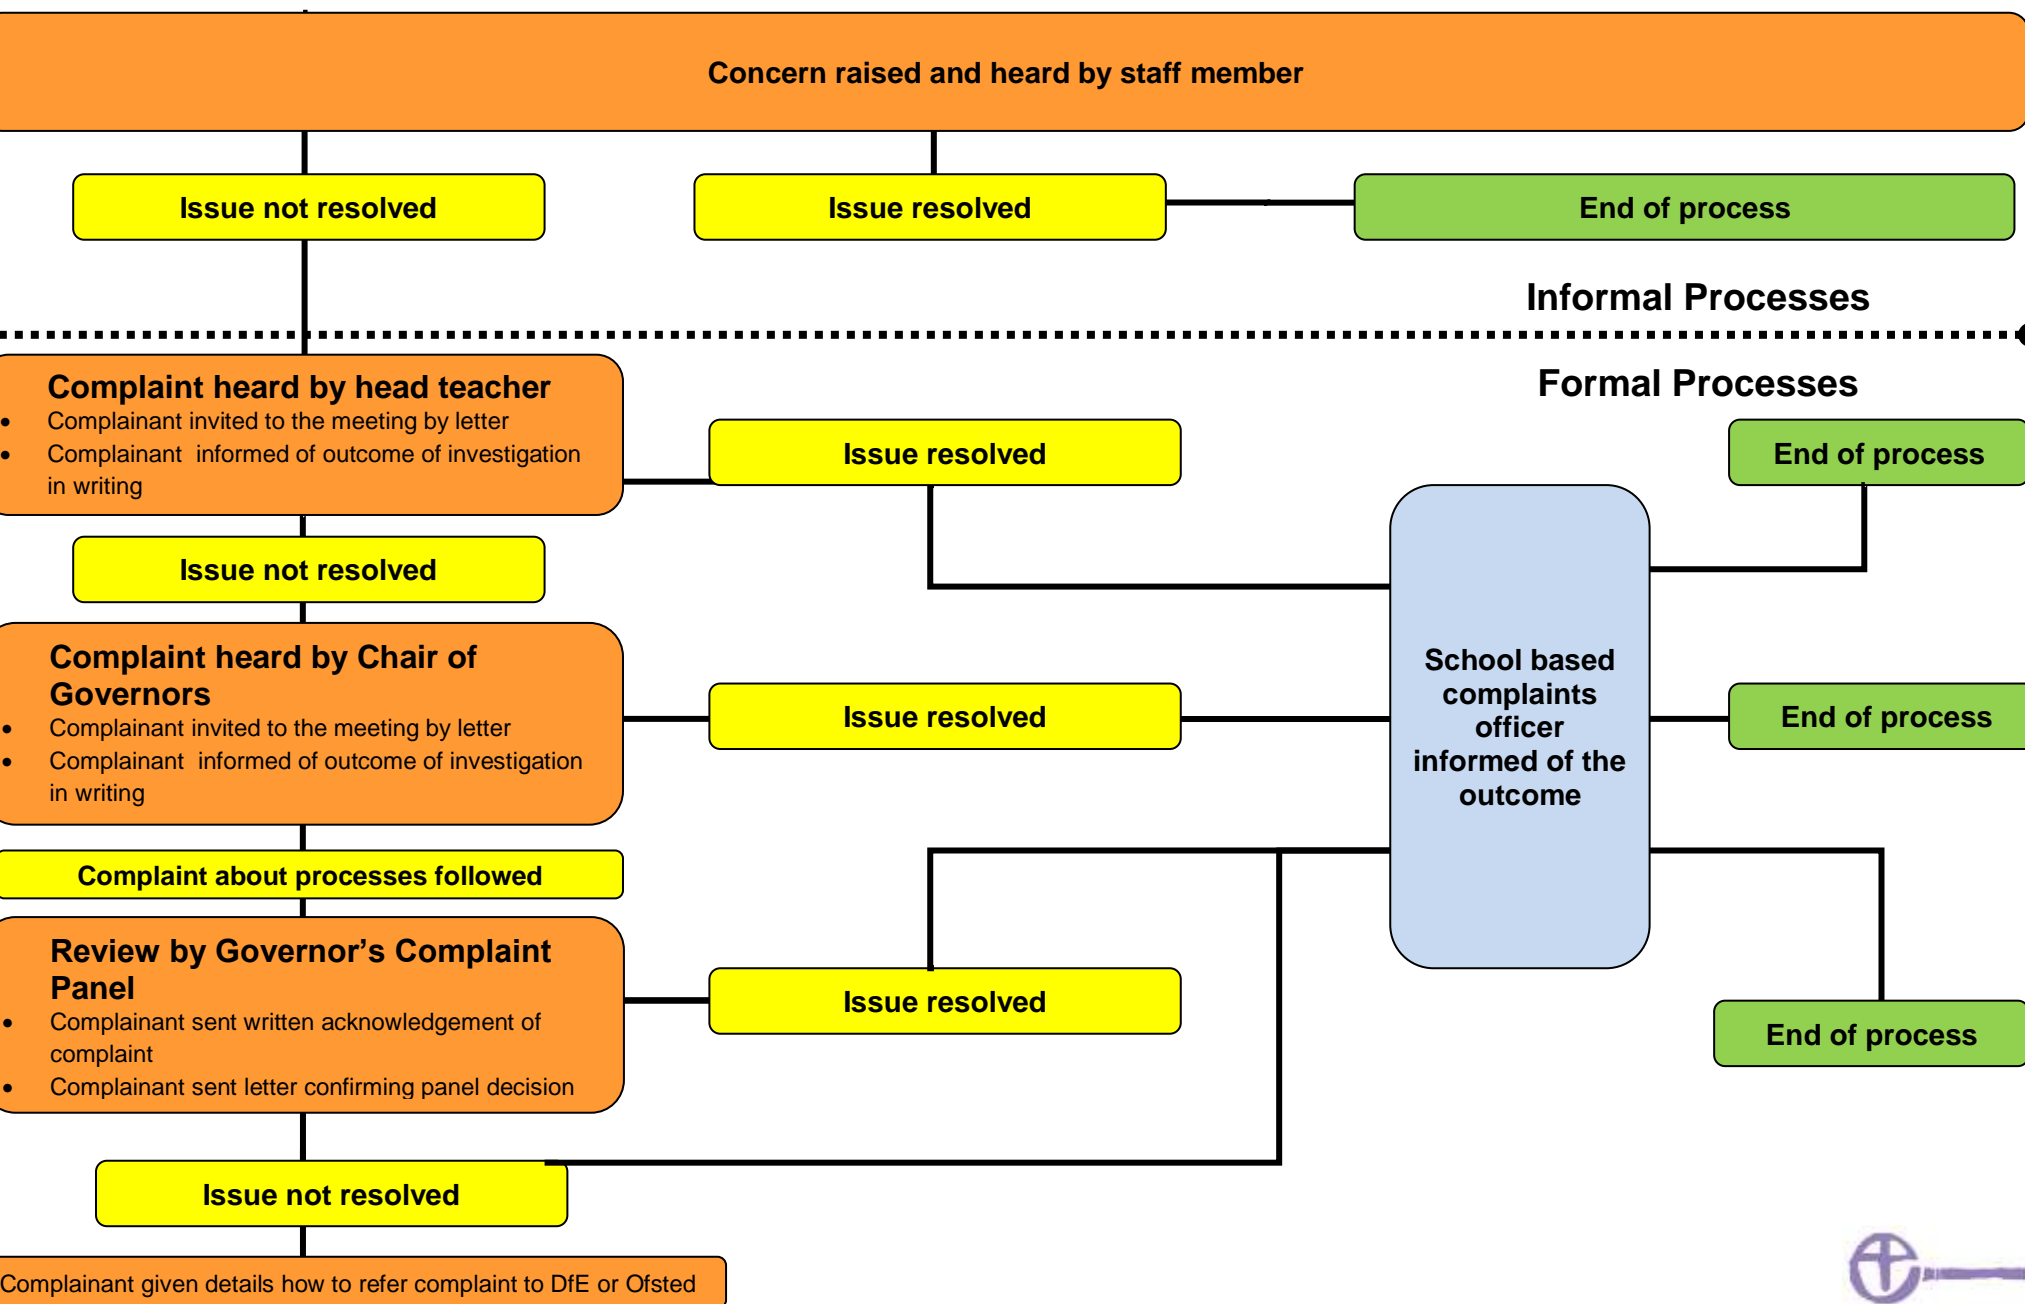 Concern raised and heard by staff member
Issue not resolved
Issue resolved
End of process
Informal Processes
Formal Processes
Complaint heard by head teacher
• Complainant invited to the meeting by letter
• Complainant informed of outcome of investigation
in writing
Issue resolved
End of process
Issue not resolved
Complaint heard by Chair of
Governors
• Complainant invited to the meeting by letter
• Complainant informed of outcome of investigation
in writing
Issue resolved
School based
complaints
officer
informed of the
outcome
End of process
Complaint about processes followed
Review by Governor’s Complaint
Panel
• Complainant sent written acknowledgement of
complaint
• Complainant sent letter confirming panel decision
Issue resolved
End of process
Issue not resolved
Complainant given details how to refer complaint to DfE or Ofsted